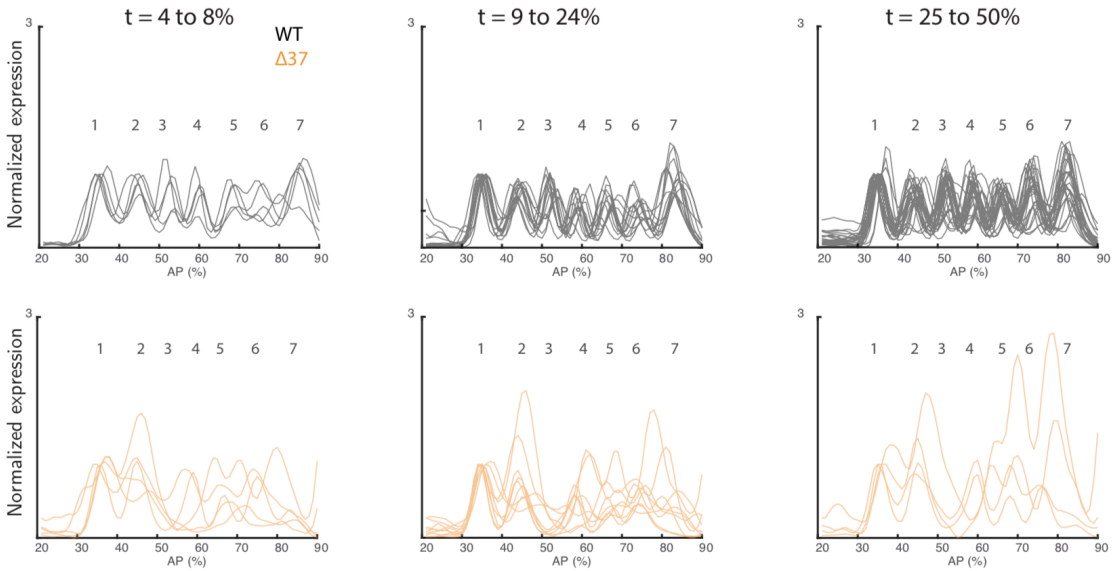 t = 4 to 8%
t = 9 to 24%
t = 25 to 50%
WT
Δ37
Normalized expression
3
1 2 3 4 5 6 7
20 30 40 50 60 70 80 90
AP (%)
3
1 2 3 4 5 6 7
20 30 40 50 60 70 80 90
AP (%)
3
1 2 3 4 5 6 7
20 30 40 50 60 70 80 90
AP (%)
Normalized expression
3
1 2 3 4 5 6 7
20 30 40 50 60 70 80 90
AP (%)
3
1 2 3 4 5 6 7
20 30 40 50 60 70 80 90
AP (%)
3
1 2 3 4 5 6 7
20 30 40 50 60 70 80 90
AP (%)